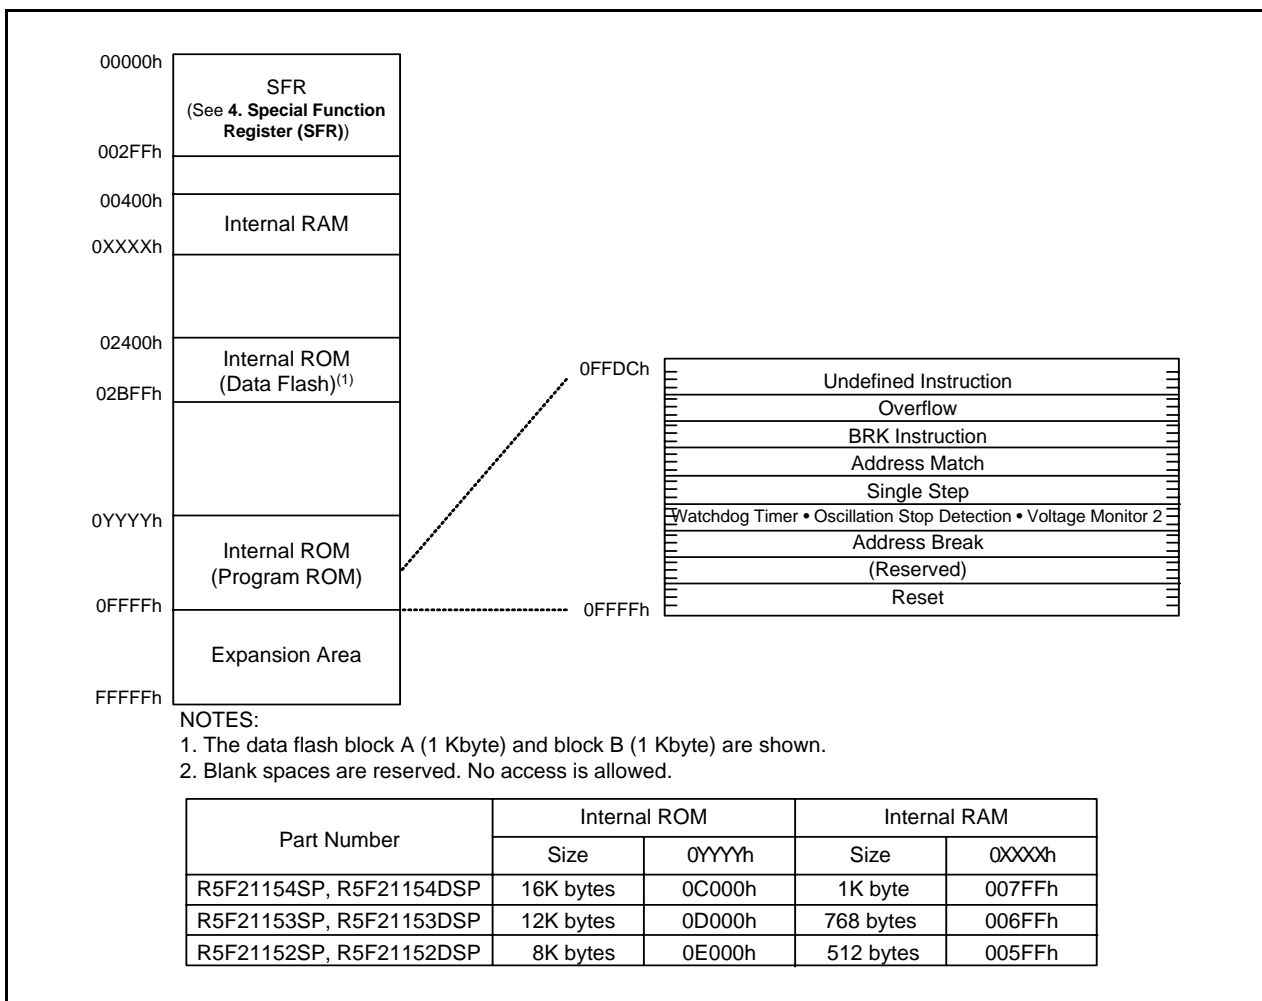 00000h
SFR
(See 4. Special Function
Register (SFR))
002FFh
00400h
Internal RAM
0XXXXh
02400h
Internal ROM
(Data Flash)(1)
02BFFh
0YYYYh
Internal ROM
(Program ROM)
0FFFFh
Expansion Area
FFFFFh
0FFDCh
Undefined Instruction
Overflow
BRK Instruction
Address Match
Single Step
Watchdog Timer • Oscillation Stop Detection • Voltage Monitor 2
Address Break
(Reserved)
Reset
0FFFFh
NOTES:
1. The data flash block A (1 Kbyte) and block B (1 Kbyte) are shown.
2. Blank spaces are reserved. No access is allowed.
Part Number Internal ROM Internal RAM
Size 0YYYYh Size 0XXXXh
R5F21154SP, R5F21154DSP 16K bytes 0C000h 1K byte 007FFh
R5F21153SP, R5F21153DSP 12K bytes 0D000h 768 bytes 006FFh
R5F21152SP, R5F21152DSP 8K bytes 0E000h 512 bytes 005FFh